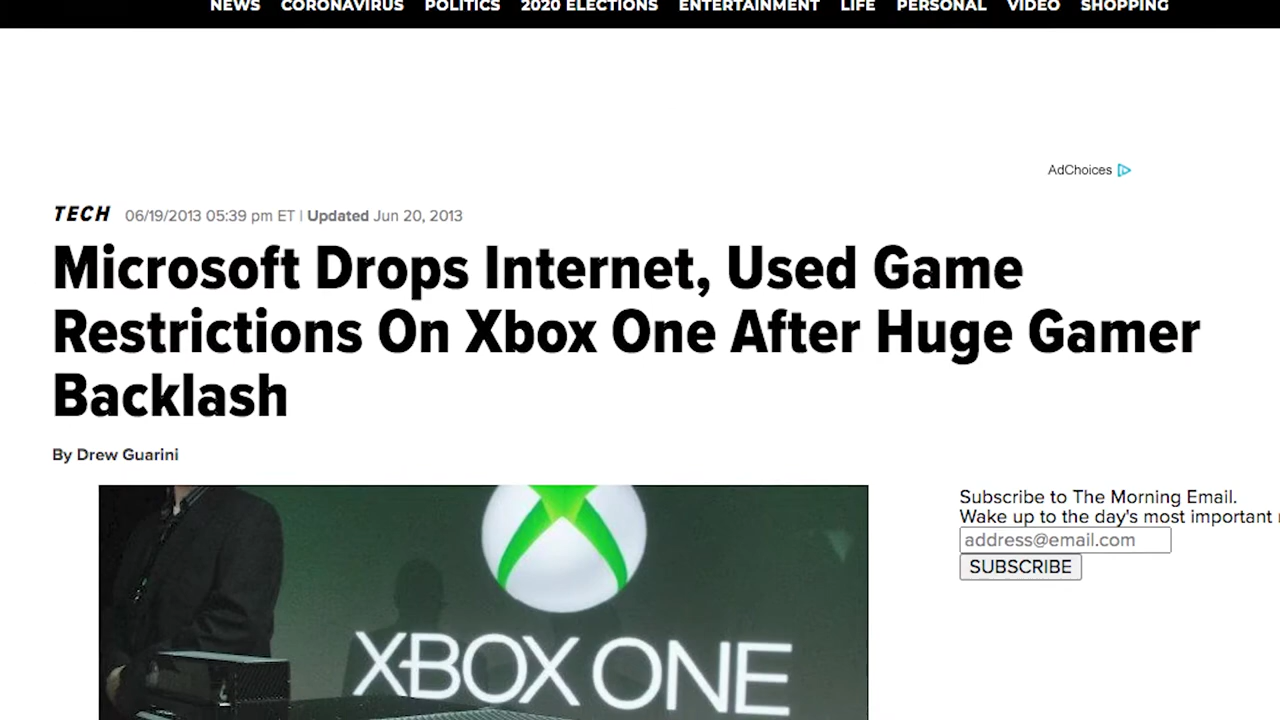 NEWS CORONAVIRUS POLITICS 2020 ELECTIONS ENTERTAINMENT LIFE PERSONAL VIDEO SHOPPING
AdChoices
TECH 06/19/2013 05:39 pm ET | Updated Jun 20, 2013
Microsoft Drops Internet, Used Game
Restrictions On Xbox One After Huge Gamer
Backlash
By Drew Guarini
Subscribe to The Morning Email.
Wake up to the day's most important
address@email.com
SUBSCRIBE
XBOX ONE